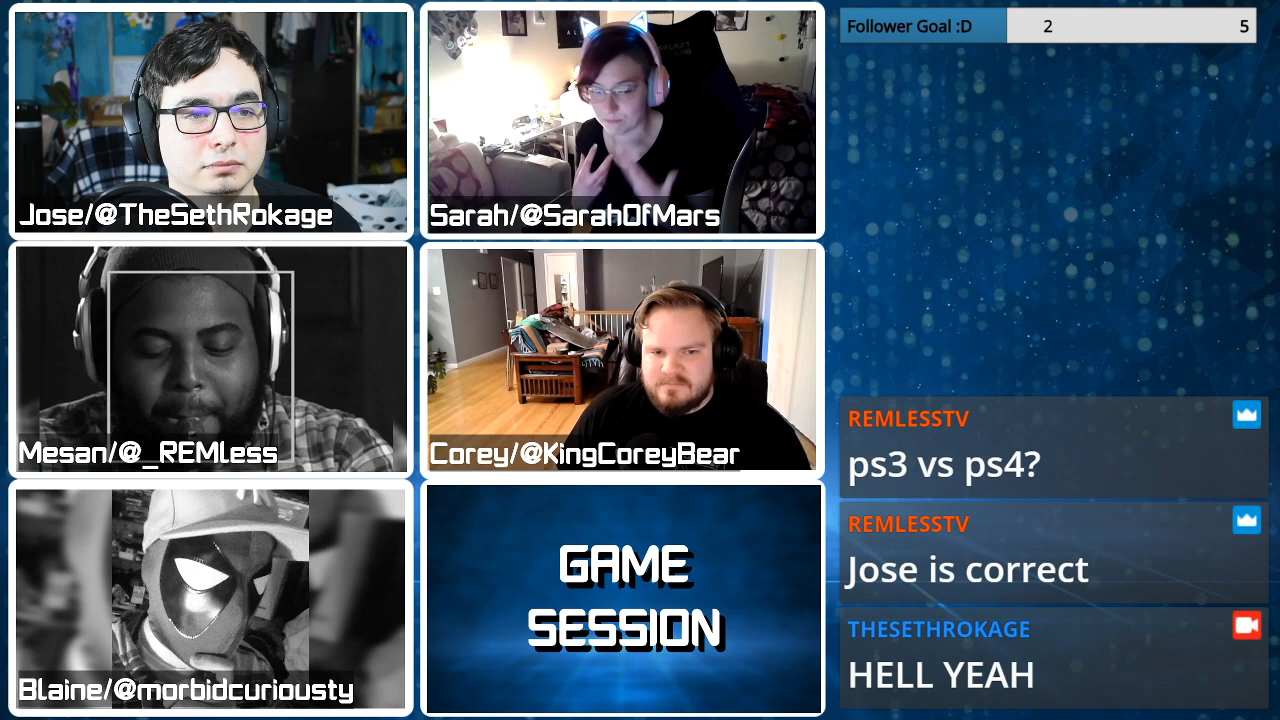 Jose/@TheSethRokage
Sarah/@SarahOfMars
Mesan/@_REMless
Corey/@KingCoreyBear
Blaine/@morbidcuriousty
GAME
SESSION
Follower Goal :D 2 5
REMLESSTV
ps3 vs ps4?
REMLESSTV
Jose is correct
THESETHROKAGE
HELL YEAH